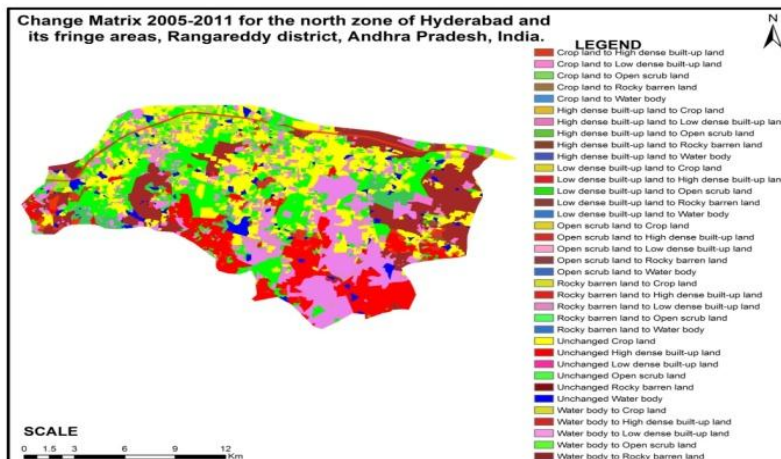 Change Matrix 2005-2011 for the north zone of Hyderabad and
its fringe areas, Rangareddy district, Andhra Pradesh, India.
N
LEGEND
Crop land to High dense built-up land
Crop land to Low dense built-up land
Crop land to Open scrub land
Crop land to Rocky barren land
Crop land to Water body
High dense built-up land to Crop land
High dense built-up land to Low dense built-up land
High dense built-up land to Open scrub land
High dense built-up land to Rocky barren land
High dense built-up land to Water body
Low dense built-up land to Crop land
Low dense built-up land to High dense built-up land
Low dense built-up land to Open scrub land
Low dense built-up land to Rocky barren land
Low dense built-up land to Water body
Open scrub land to Crop land
Open scrub land to High dense built-up land
Open scrub land to Low dense built-up land
Open scrub land to Rocky barren land
Open scrub land to Water body
Rocky barren land to Crop land
Rocky barren land to High dense built-up land
Rocky barren land to Low dense built-up land
Rocky barren land to Open scrub land
Rocky barren land to Water body
Unchanged Crop land
Unchanged High dense built-up land
Unchanged Low dense built-up land
Unchanged Open scrub land
Unchanged Rocky barren land
Unchanged Water body
Water body to Crop land
Water body to High dense built-up land
Water body to Low dense built-up land
Water body to Open scrub land
Water body to Rocky barren land
SCALE
0 1.5 3 6 9 12
Km